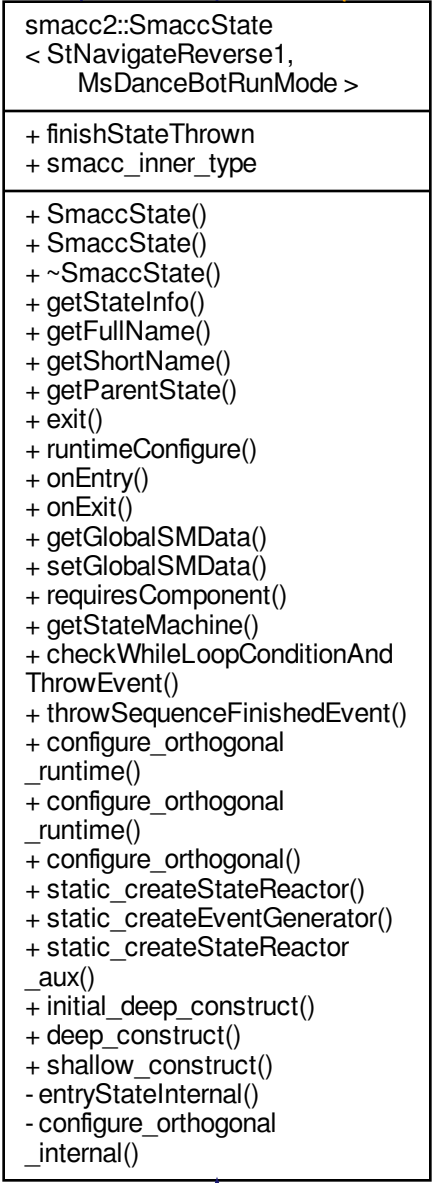 smacc2::SmaccState
< StNavigateReverse1,
MsDanceBotRunMode >
+ finishStateThrown
+ smacc_inner_type
+ SmaccState()
+ SmaccState()
+ ~SmaccState()
+ getStateInfo()
+ getFullName()
+ getShortName()
+ getParentState()
+ exit()
+ runtimeConfigure()
+ onEntry()
+ onExit()
+ getGlobalSMData()
+ setGlobalSMData()
+ requiresComponent()
+ getStateMachine()
+ checkWhileLoopConditionAnd
ThrowEvent()
+ throwSequenceFinishedEvent()
+ configure_orthogonal
_runtime()
+ configure_orthogonal
_runtime()
+ configure_orthogonal()
+ static_createStateReactor()
+ static_createEventGenerator()
+ static_createStateReactor
_aux()
+ initial_deep_construct()
+ deep_construct()
+ shallow_construct()
- entryStateInternal()
- configure_orthogonal
_internal()